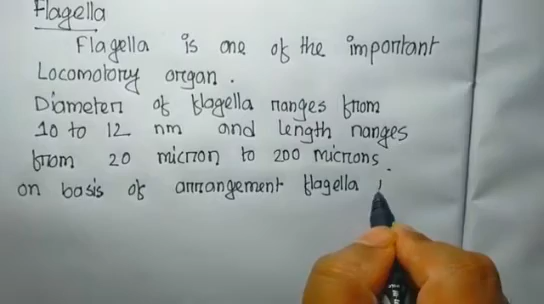 Flagella
Flagella is one of the important
Locomotory organ.
Diameter of flagella ranges from
10 to 12 nm and length ranges
from 20 micron to 200 microns.
on basis of arrangement flagella